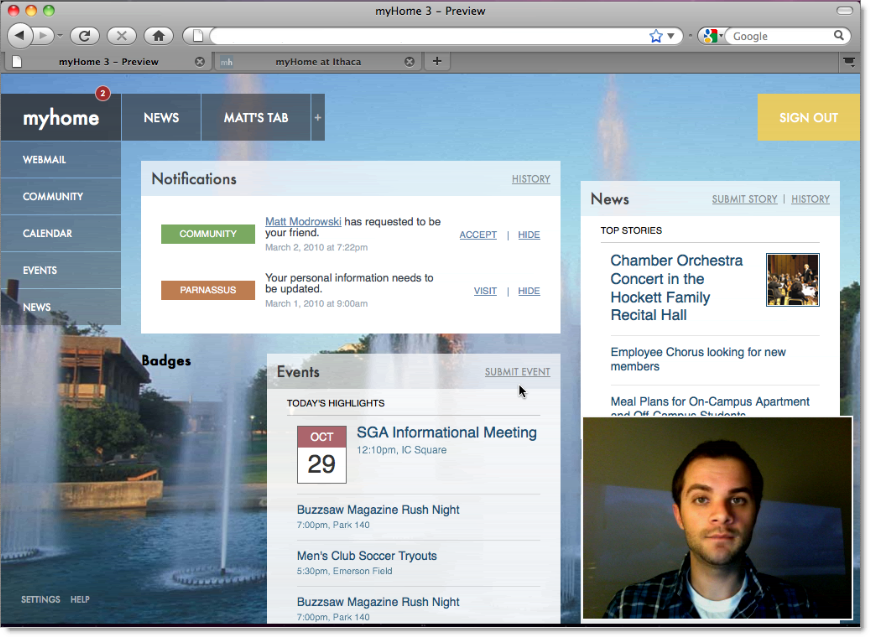 myHome 3 - Preview
Google
myHome 3 - Preview
mh
myHome at Ithaca
+
2
myhome
NEWS
MATT'S TAB
+
SIGN OUT
WEBMAIL
COMMUNITY
CALENDAR
EVENTS
NEWS
Notifications
HISTORY
COMMUNITY
Matt Modrowski has requested to be
your friend.
March 2, 2010 at 7:22pm
ACCEPT | HIDE
PARNASSUS
Your personal information needs to
be updated.
March 1, 2010 at 9:00am
VISIT | HIDE
Badges
Events
SUBMIT EVENT
TODAY'S HIGHLIGHTS
OCT
29
SGA Informational Meeting
12:10pm, IC Square
Buzzsaw Magazine Rush Night
7:00pm, Park 140
Men's Club Soccer Tryouts
5:30pm, Emerson Field
Buzzsaw Magazine Rush Night
7:00pm, Park 140
News
SUBMIT STORY | HISTORY
TOP STORIES
Chamber Orchestra
Concert in the
Hockett Family
Recital Hall
Employee Chorus looking for new
members
Meal Plans for On-Campus Apartment
and Off-Campus Students
SETTINGS HELP